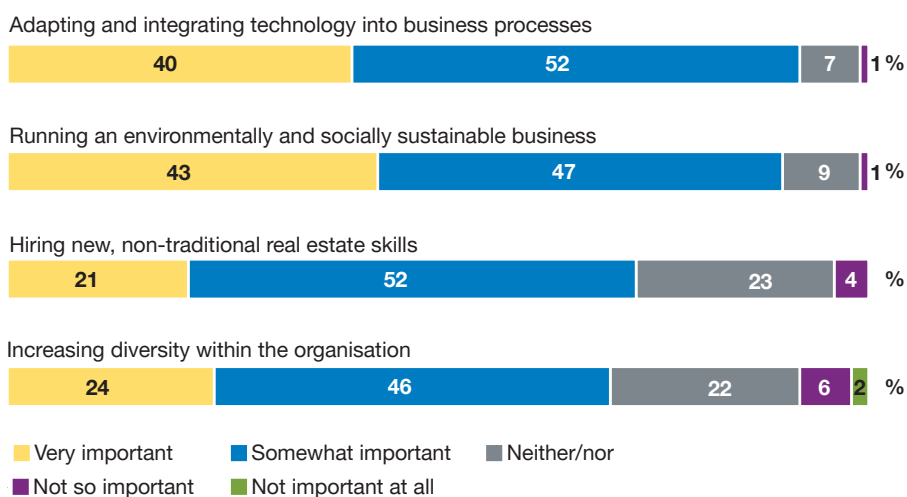 Adapting and integrating technology into business processes
40 52 7 1 %
Running an environmentally and socially sustainable business
43 47 9 1 %
Hiring new, non-traditional real estate skills
21 52 23 4 %
Increasing diversity within the organisation
24 46 22 6 2 %
Very important Somewhat important Neither/nor
Not so important Not important at all